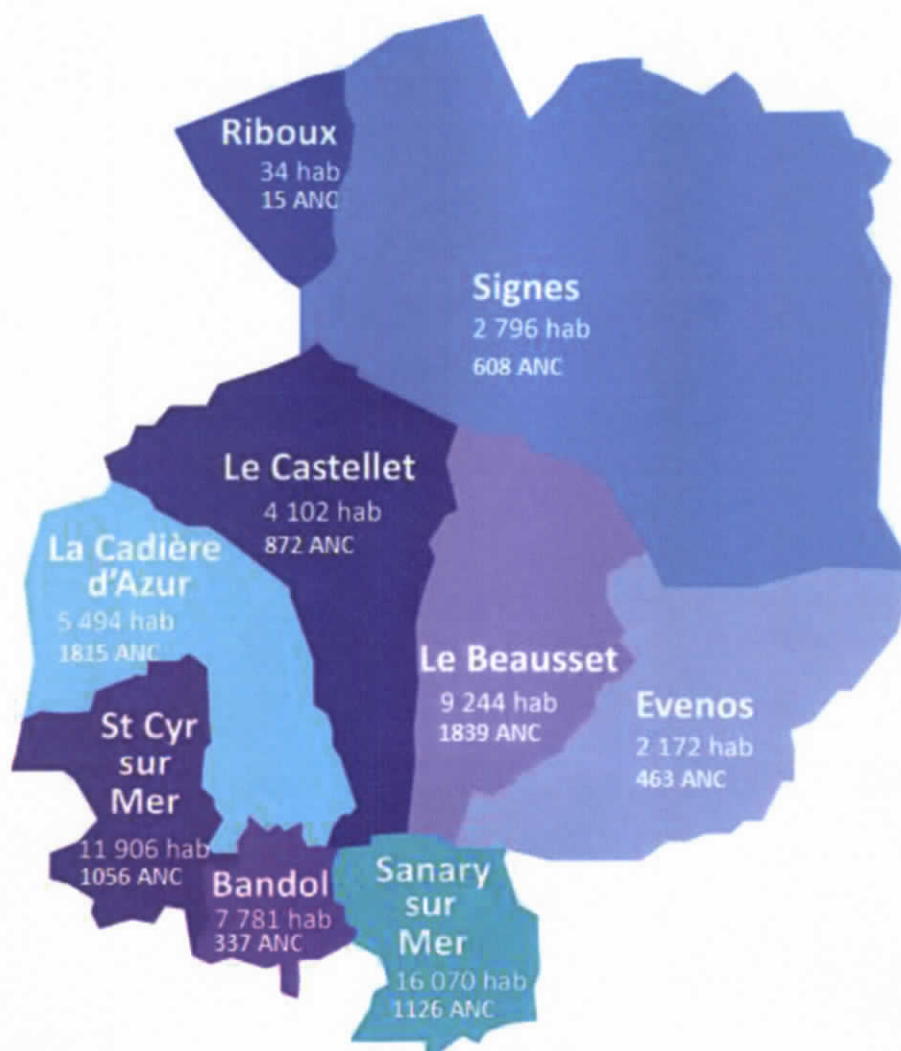 Riboux
34 hab
15 ANC
Signes
2 796 hab
608 ANC
Le Castellet
4 102 hab
872 ANC
La Cadière
d'Azur
5 494 hab
1815 ANC
Le Beausset
9 244 hab
1839 ANC
Evenos
2 172 hab
463 ANC
St Cyr
sur
Mer
11 906 hab
1056 ANC
Bandol
7 781 hab
337 ANC
Sanary
sur
Mer
16 070 hab
1126 ANC